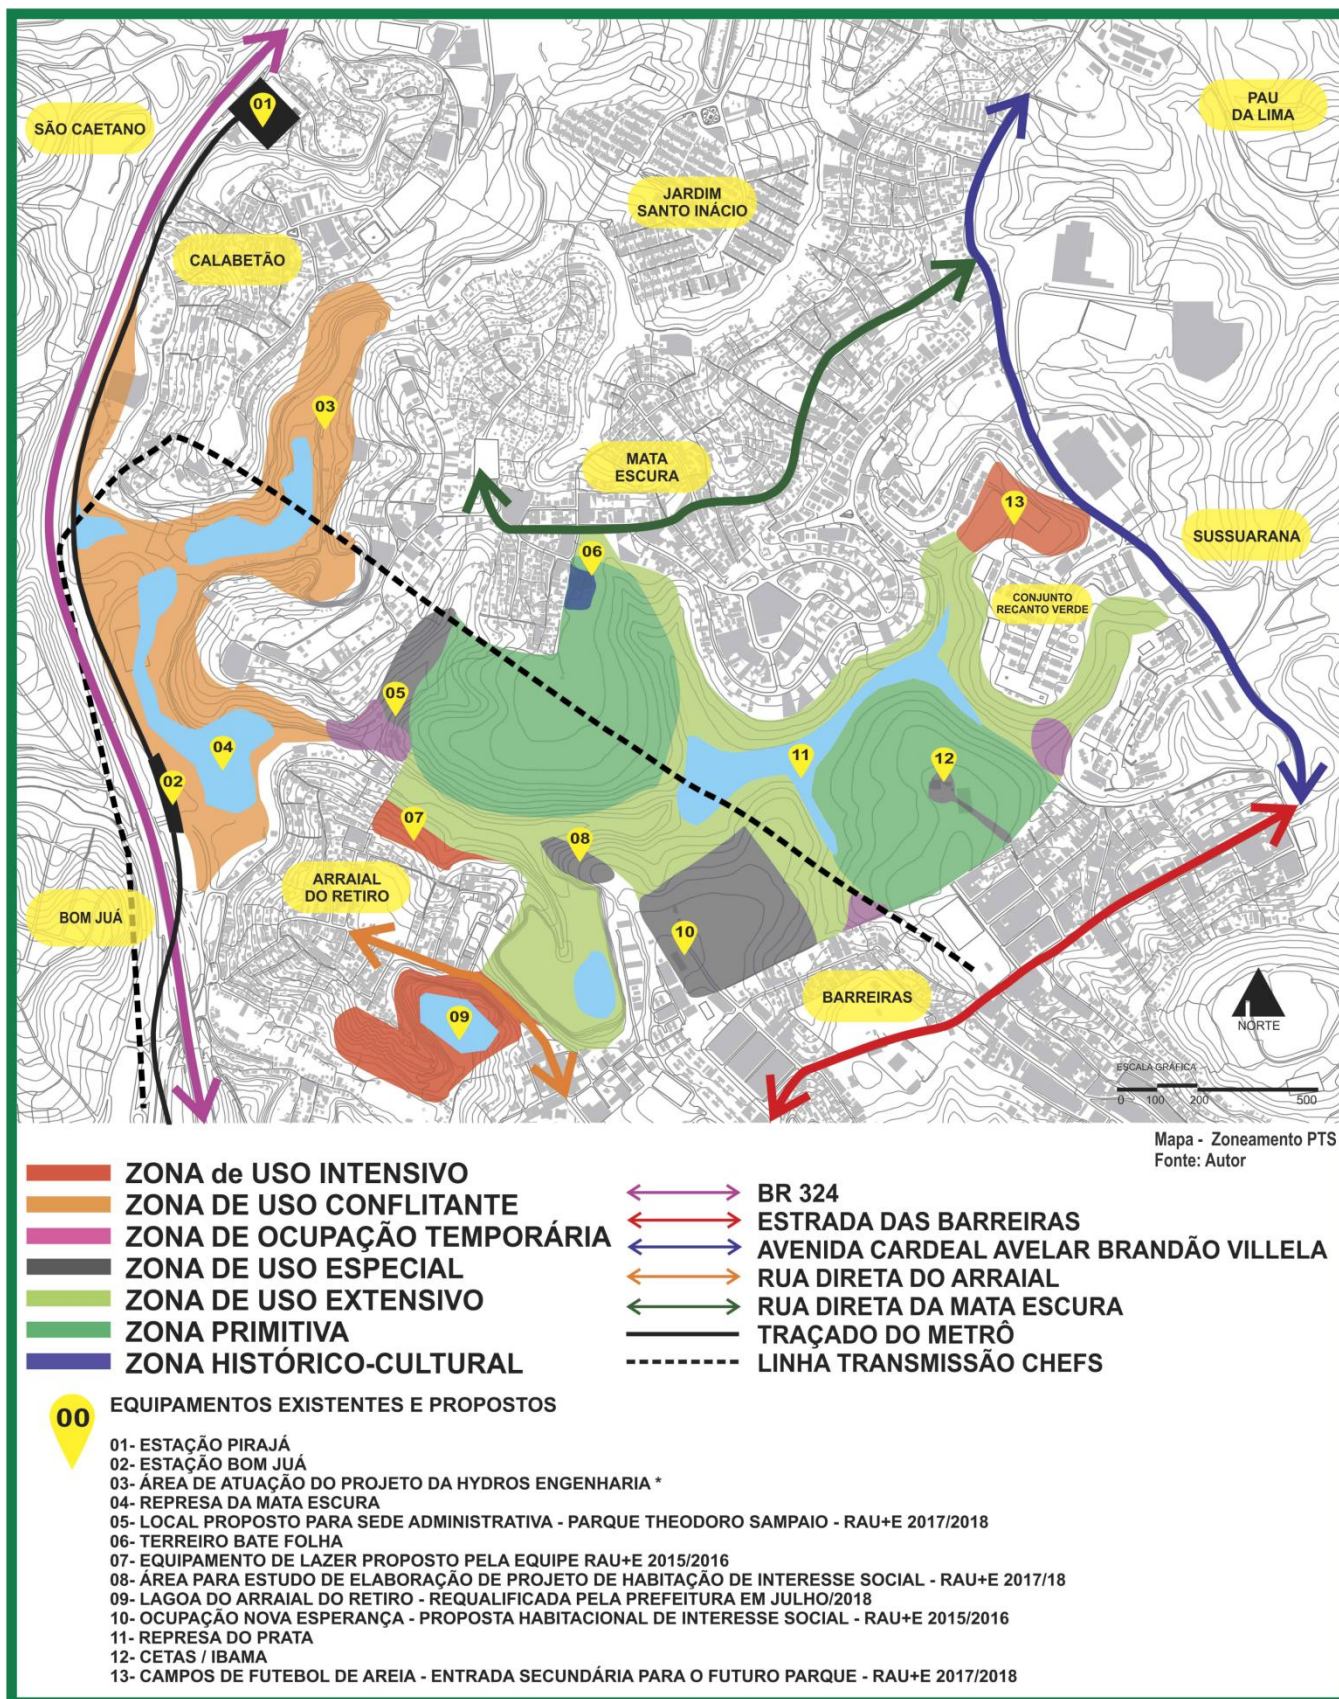 01
SÃO CAETANO
PAU
DA LIMA
JARDIM
SANTO INÁCIO
CALABETÃO
03
MATA
ESCURA
13
SUSSUARANA
06
CONJUNTO
RECANTO VERDE
05
04
11
12
02
07
08
ARRAIAL
DO RETIRO
BOM JUÁ
10
BARREIRAS
09
NORTE
ESCALA GRÁFICA
0 100 200 500
Mapa - Zoneamento PTS
Fonte: Autor
ZONA de USO INTENSIVO
ZONA DE USO CONFLITANTE
ZONA DE OCUPAÇÃO TEMPORÁRIA
ZONA DE USO ESPECIAL
ZONA DE USO EXTENSIVO
ZONA PRIMITIVA
ZONA HISTÓRICO-CULTURAL
BR 324
ESTRADA DAS BARREIRAS
AVENIDA CARDEAL AVELAR BRANDÃO VILLELA
RUA DIRETA DO ARRAIAL
RUA DIRETA DA MATA ESCURA
TRAÇADO DO METRÔ
LINHA TRANSMISSÃO CHEFS
00
EQUIPAMENTOS EXISTENTES E PROPOSTOS
01- ESTAÇÃO PIRAJÁ
02- ESTAÇÃO BOM JUÁ
03- ÁREA DE ATUAÇÃO DO PROJETO DA HYDROS ENGENHARIA *
04- REPRESA DA MATA ESCURA
05- LOCAL PROPOSTO PARA SEDE ADMINISTRATIVA - PARQUE THEODORO SAMPAIO - RAU+E 2017/2018
06- TERREIRO BATE FOLHA
07- EQUIPAMENTO DE LAZER PROPOSTO PELA EQUIPE RAU+E 2015/2016
08- ÁREA PARA ESTUDO DE ELABORAÇÃO DE PROJETO DE HABITAÇÃO DE INTERESSE SOCIAL - RAU+E 2017/18
09- LAGOA DO ARRAIAL DO RETIRO - REQUALIFICADA PELA PREFEITURA EM JULHO/2018
10- OCUPAÇÃO NOVA ESPERANÇA - PROPOSTA HABITACIONAL DE INTERESSE SOCIAL - RAU+E 2015/2016
11- REPRESA DO PRATA
12- CETAS / IBAMA
13- CAMPOS DE FUTEBOL DE AREIA - ENTRADA SECUNDÁRIA PARA O FUTURO PARQUE - RAU+E 2017/2018